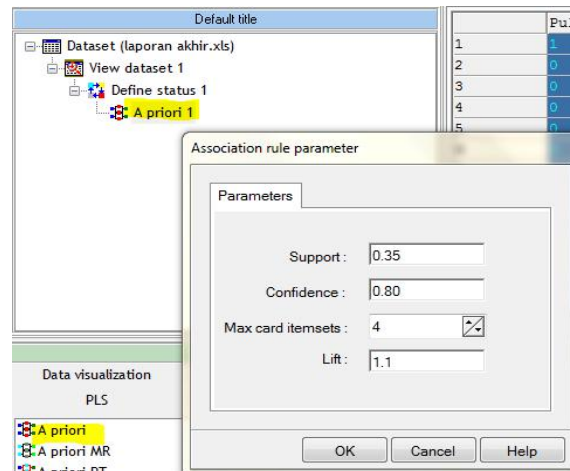 Default title
Dataset (laporan akhir.xls)
View dataset 1
Define status 1
A priori 1
Pul
1 1
2 0
3 0
4 0
5 0
Association rule parameter
Parameters
Support : 0.35
Confidence : 0.80
Max card itemsets : 4
Lift : 1.1
OK Cancel Help
Data visualization
PLS
A priori
A priori MR
A priori PT